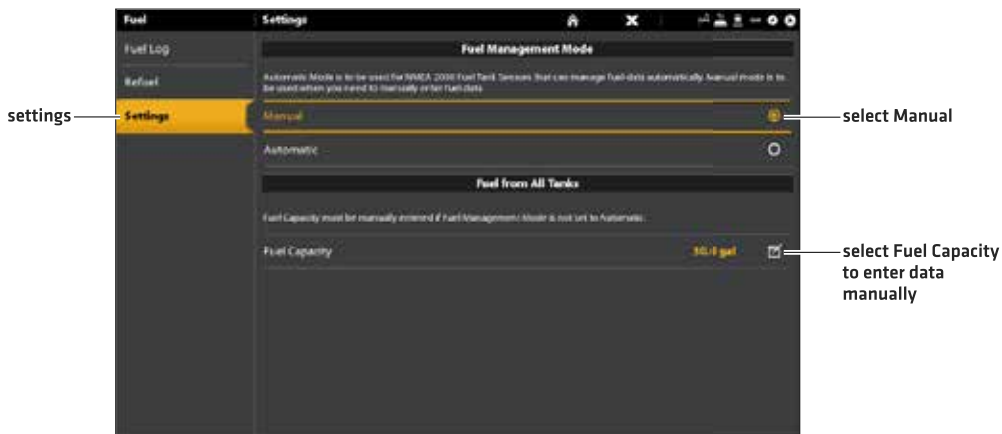 Fuel
Settings
Fuel Log
Refuel
Settings
Fuel Management Mode
Automatic Mode is to be used for NMEA 2000 Fuel Tank Sensors that can manage fuel data automatically. Manual mode is to
be used when you need to manually enter fuel data.
Manual
Automatic
Fuel from All Tanks
Fuel Capacity must be manually entered if Fuel Management Mode is not set to Automatic.
Fuel Capacity
gal
settings
select Manual
select Fuel Capacity
to enter data
manually